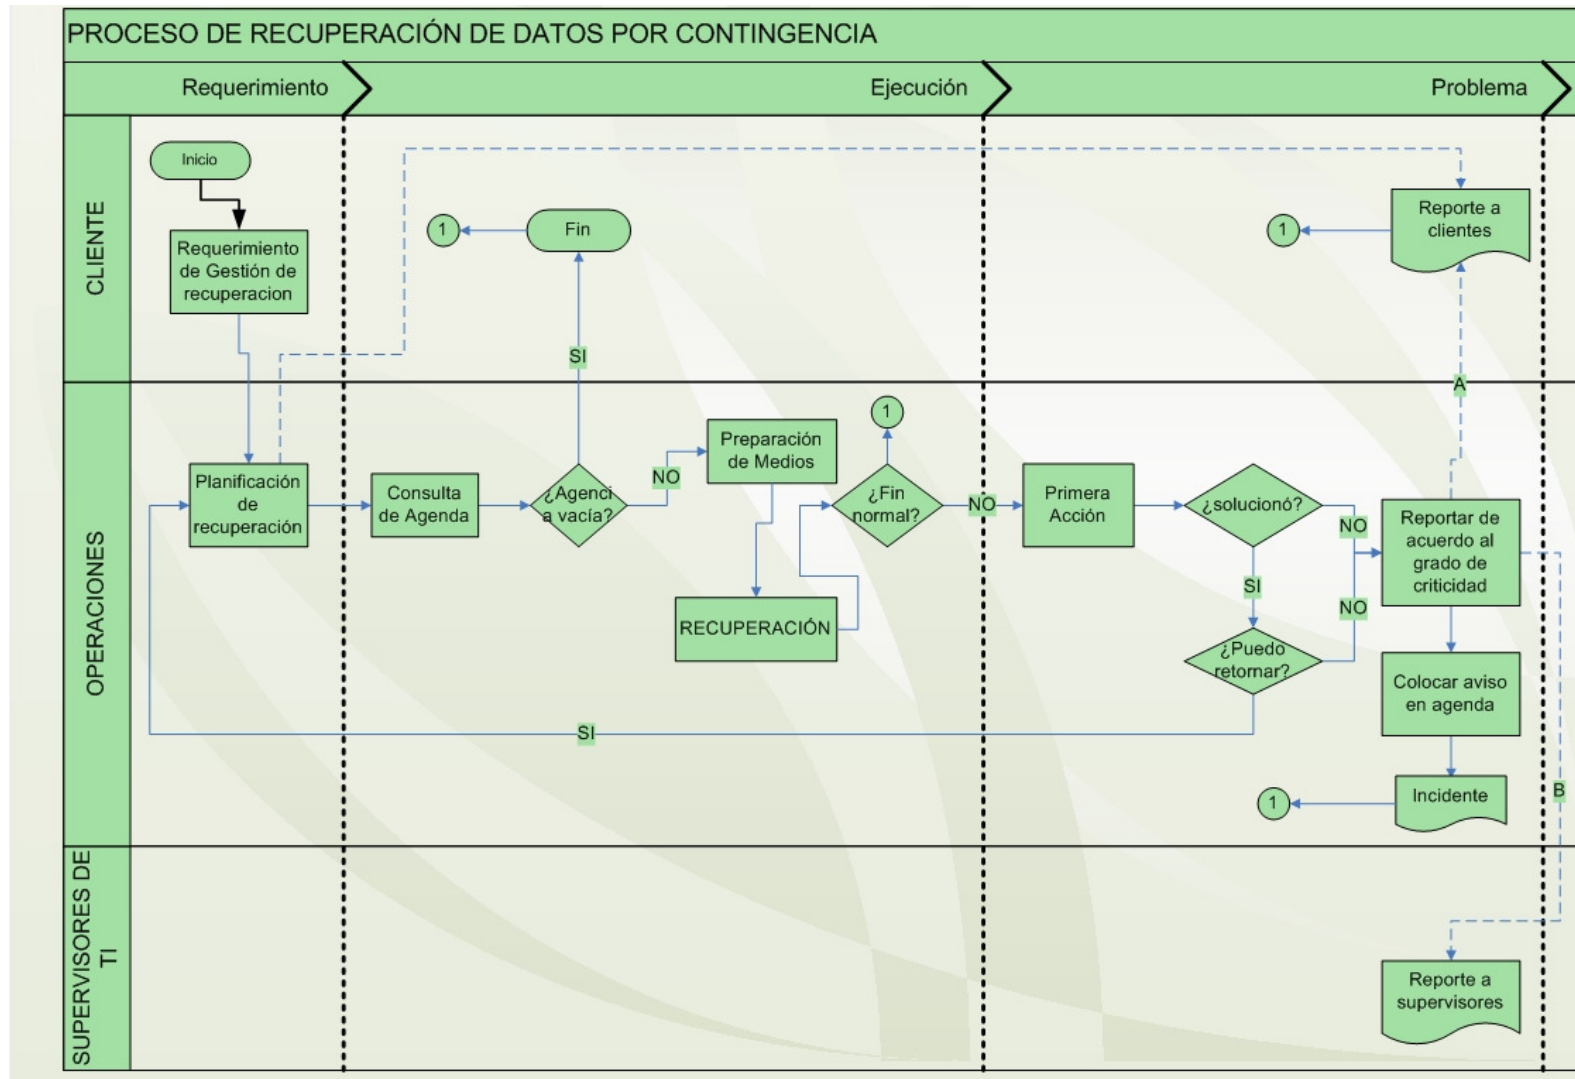 PROCESO DE RECUPERACIÓN DE DATOS POR CONTINGENCIA
Requerimiento
Ejecución
Problema
CLIENTE
Inicio
Requerimiento
de Gestión de
recuperacion
1
Fin
SI
1
Reporte a
clientes
A
OPERACIONES
Planificación
de
recuperación
Consulta
de Agenda
¿Agenci
a vacía?
NO
Preparación
de Medios
RECUPERACIÓN
1
¿Fin
normal?
NO
Primera
Acción
¿solucionó?
NO
SI
NO
¿Puedo
retornar?
SI
Reportar de
acuerdo al
grado de
criticidad
Colocar aviso
en agenda
1
Incidente
B
SUPERVISORES DE
TI
Reporte a
supervisores